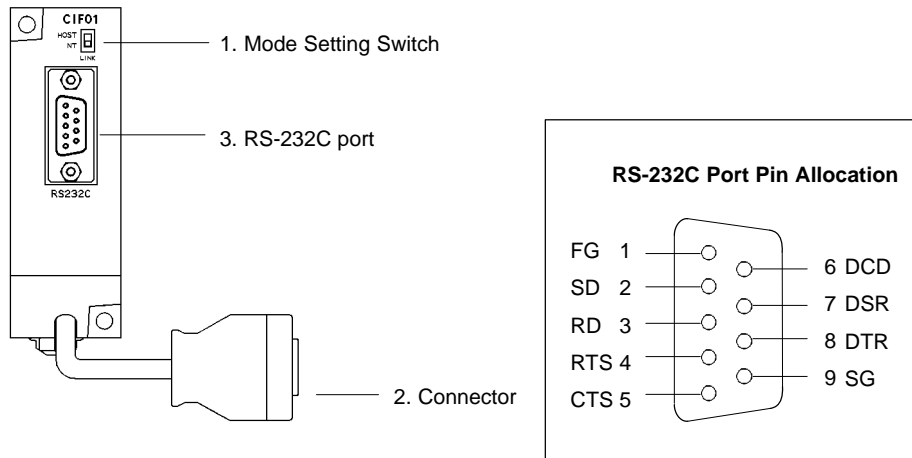 CIF01
HOST
NT
LINK
1. Mode Setting Switch
3. RS-232C port
RS232C
2. Connector
RS-232C Port Pin Allocation
FG 1
SD 2
RD 3
RTS 4
CTS 5
6 DCD
7 DSR
8 DTR
9 SG